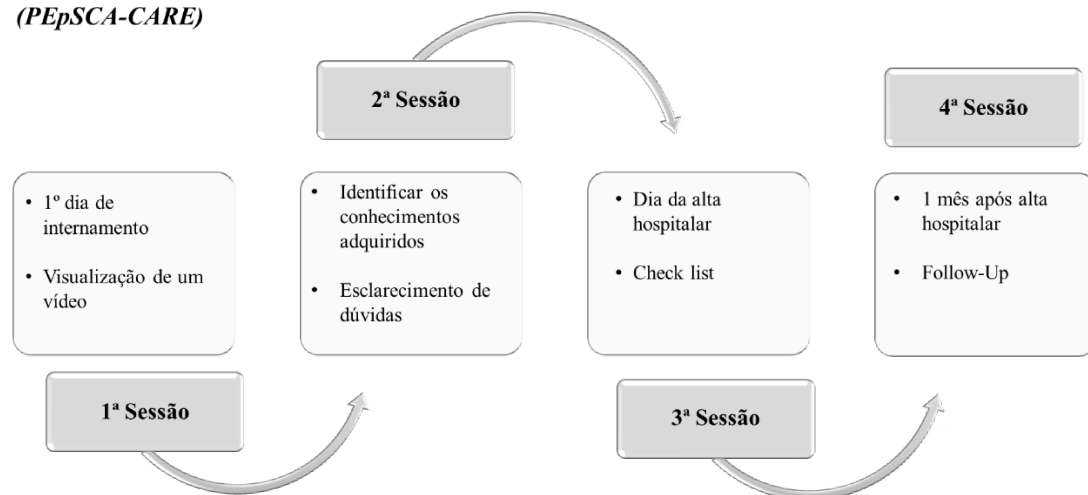 (PEpSCA-CARE)
1º dia de
internamento
Visualização de um
vídeo
1ª Sessão
2ª Sessão
Identificar os
conhecimentos
adquiridos
Esclarecimento de
dúvidas
Dia da alta
hospitalar
Check list
3ª Sessão
4ª Sessão
1 mês após alta
hospitalar
Follow-Up